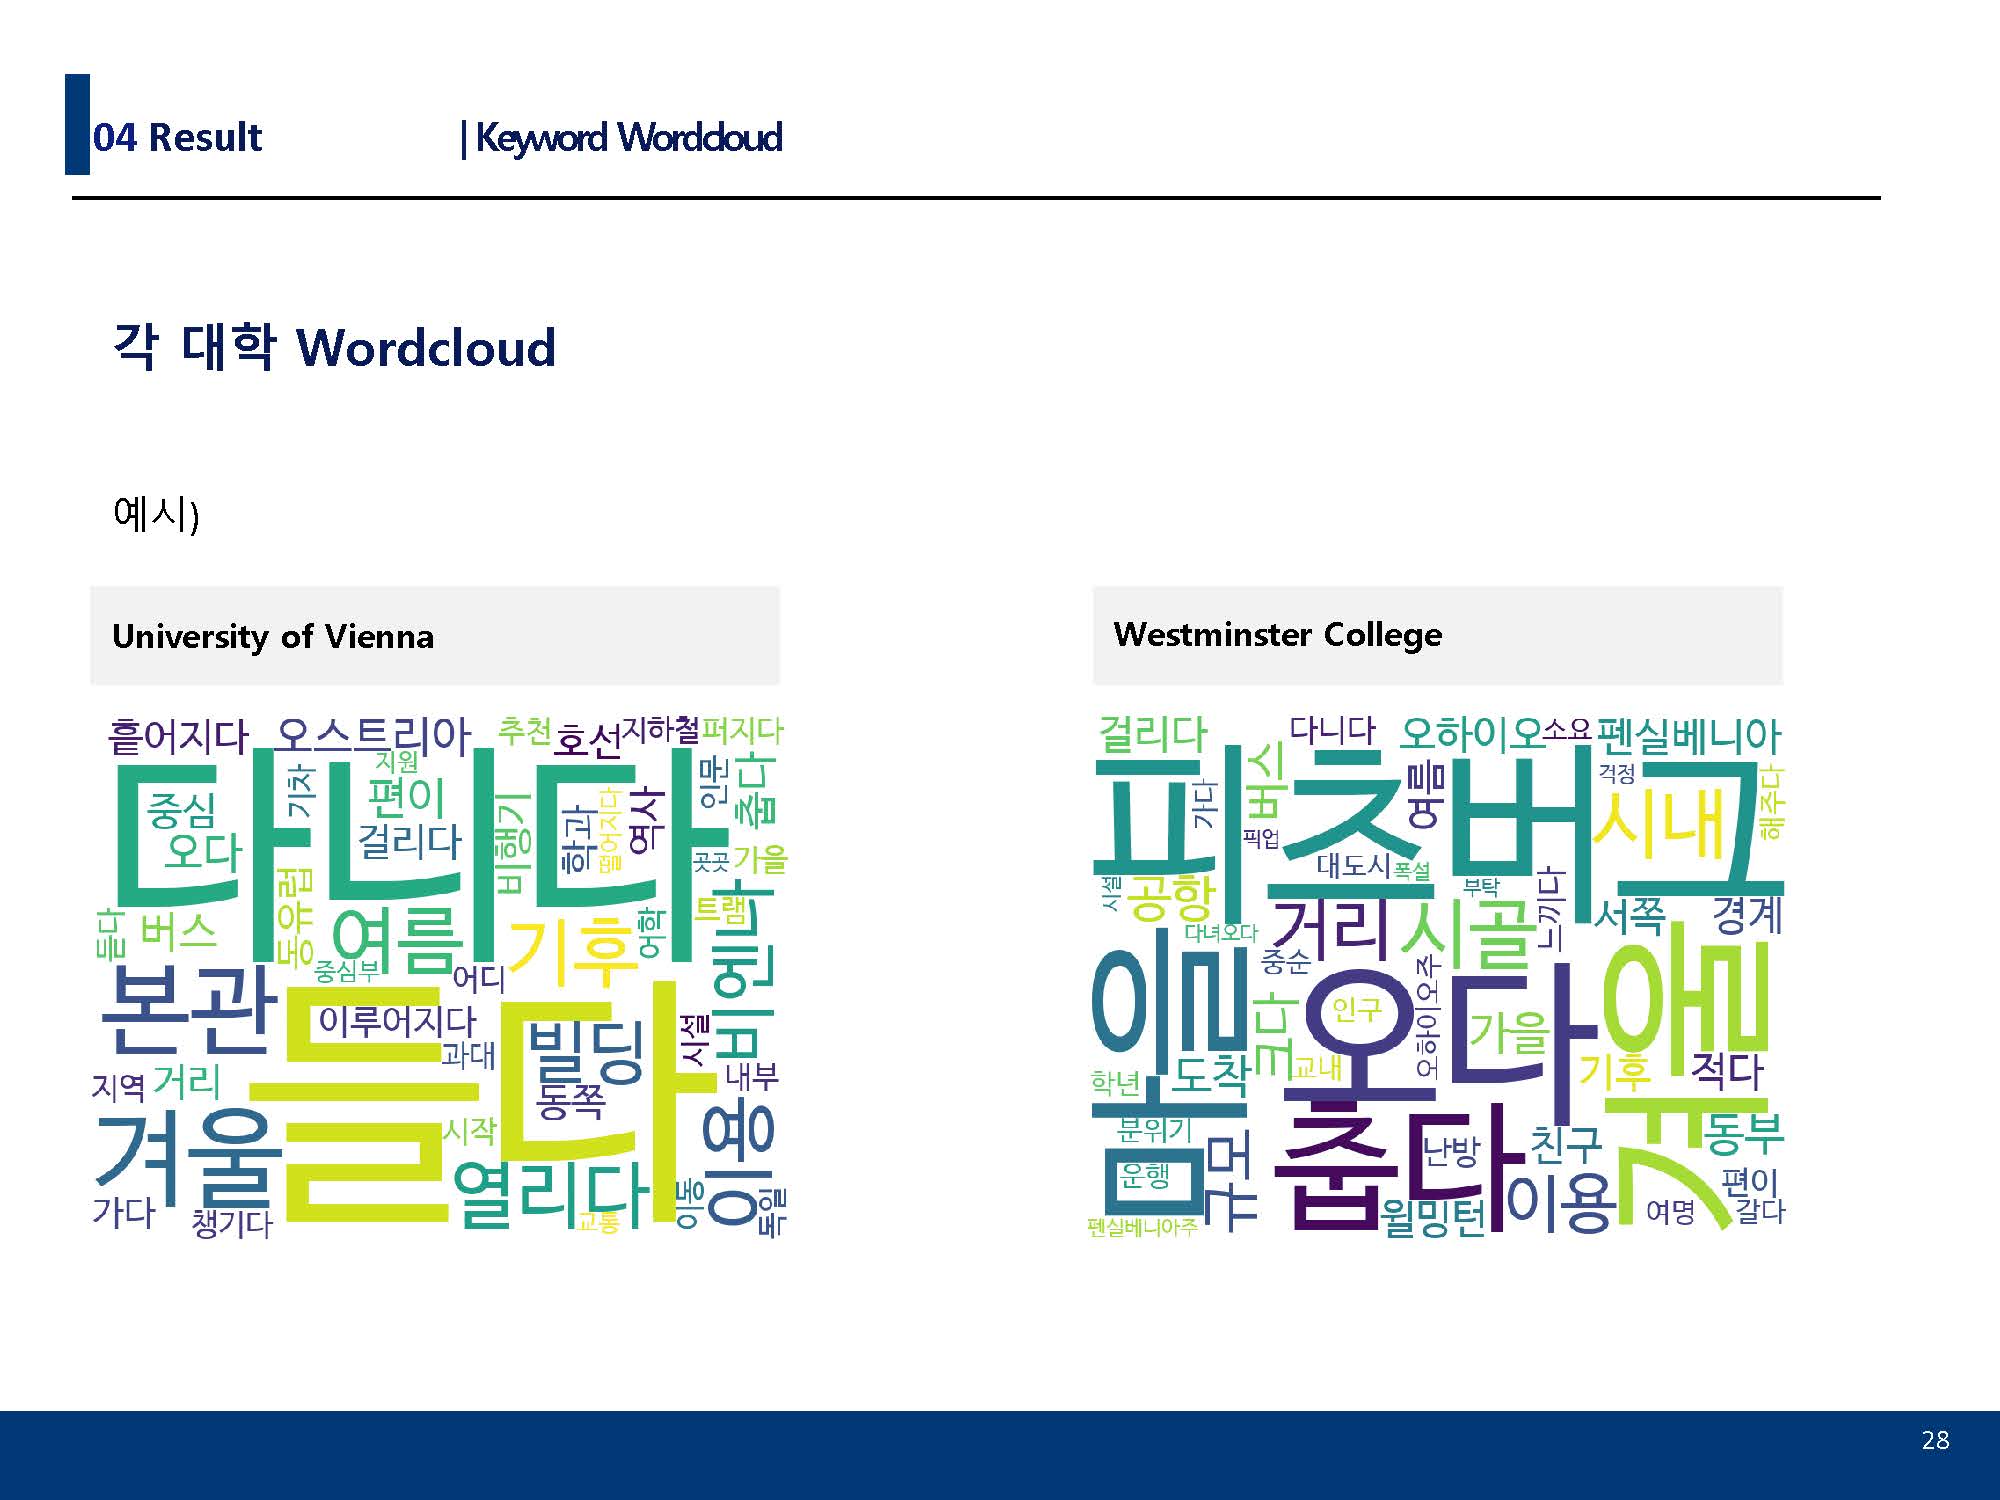 04 Result | Keyword Wordcloud
각 대학 Wordcloud
예시)
University of Vienna
흩어지다 오스트리아 추천 호선 지하철 퍼지다
다니다
중심 기차 지원 편이 인문 춥다
오다 걸리다 비행기 학과 떨어지다 역사 곳곳 가을
듣다 버스 동유럽 여름 기후 어학 트램 비엔나
중심부 어디
본관 들다 이루어지다 빌딩 시설
과대 내부
지역 거리 동쪽
겨울 시작 이용
열리다 이동 독일
가다 챙기다 교통
Westminster College
걸리다 다니다 오하이오 소요 펜실베니아
피츠버그
가다 버스 여름 걱정 시내 해주다
픽업 대도시 폭설 부탁
시설 공항 거리 시골 느끼다 서쪽 경계
다녀오다 중순
마을 오다 겨울
크다 인구 오하이오주 가을
학년 도착 교내 기후 적다
분위기 규모 춥다 난방 친구 동부
운행 편이
펜실베니아주 윌밍턴 이용 여명 갈다
28